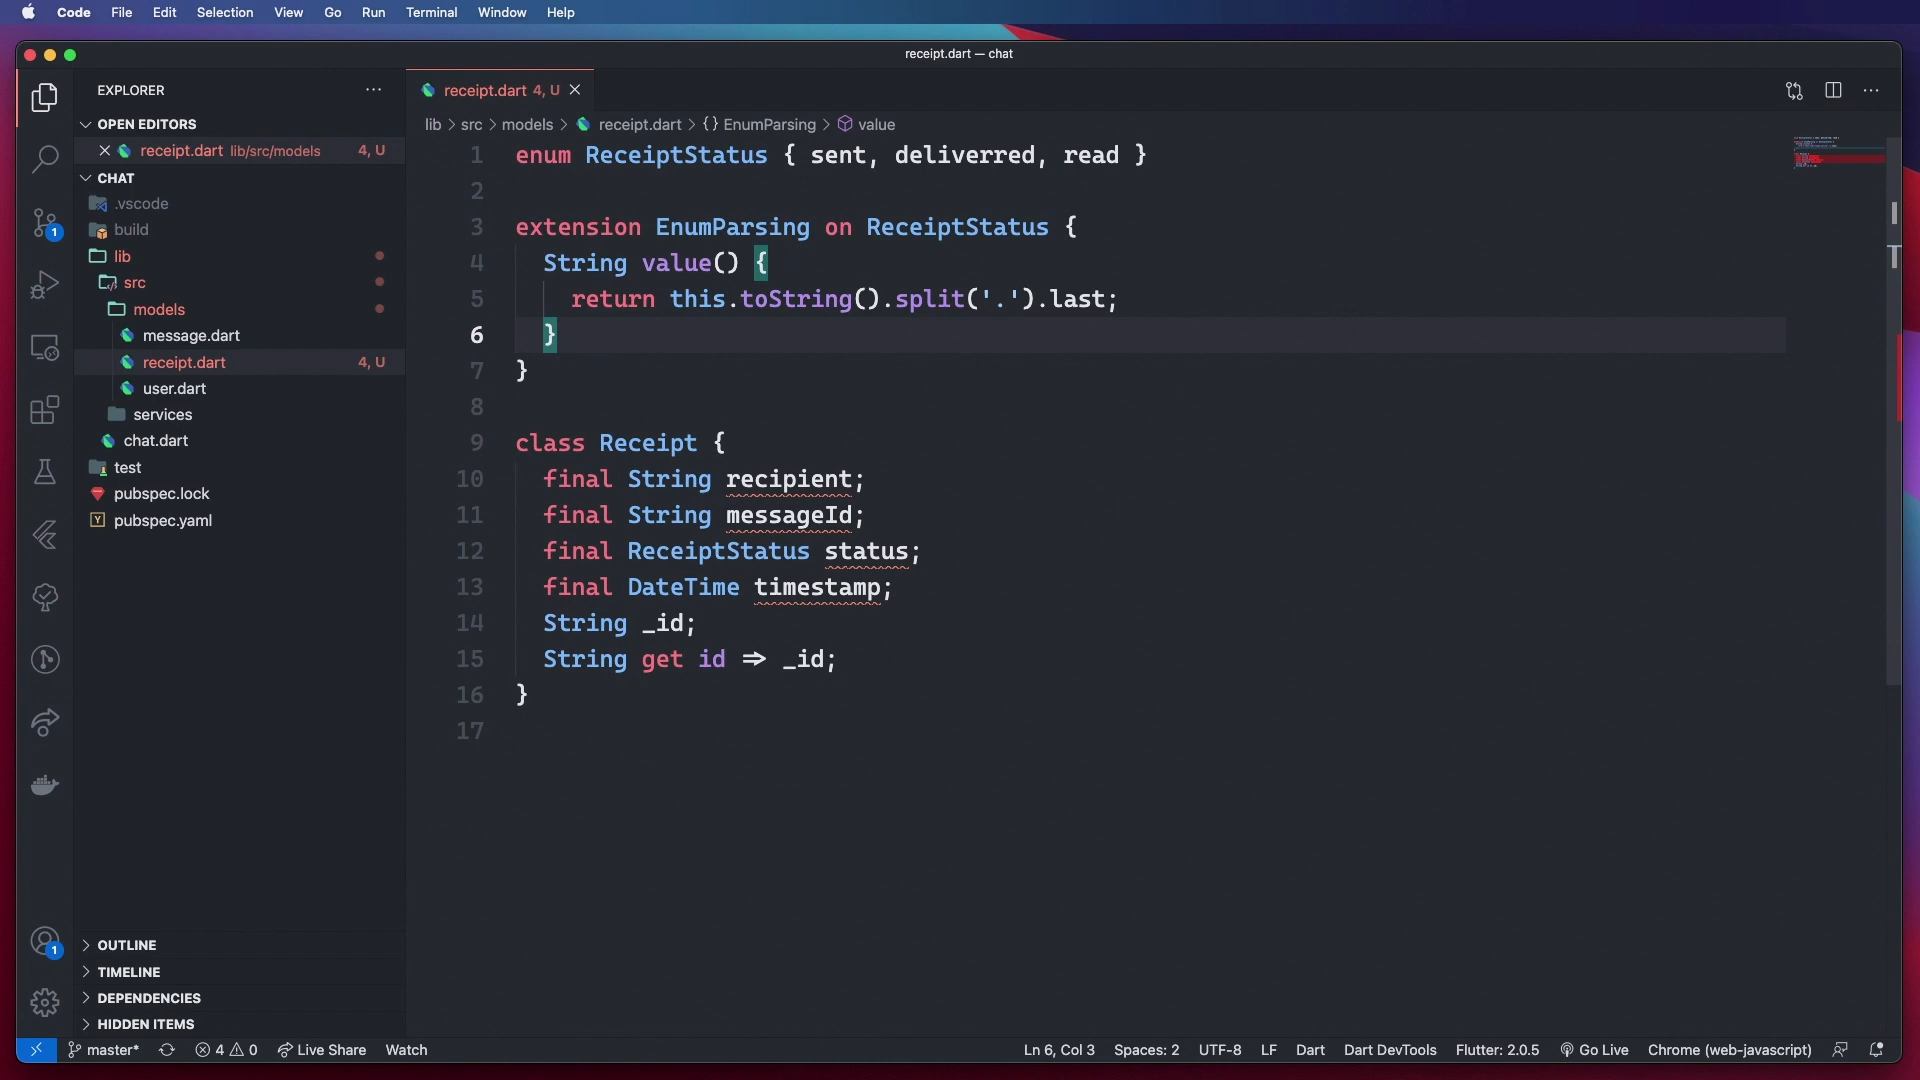 Code File Edit Selection View Go Run Terminal Window Help
receipt.dart — chat
EXPLORER
OPEN EDITORS
receipt.dart lib/src/models 4, U
CHAT
.vscode
build
lib
src
models
message.dart
receipt.dart 4, U
user.dart
services
chat.dart
test
pubspec.lock
pubspec.yaml
OUTLINE
TIMELINE
DEPENDENCIES
HIDDEN ITEMS
1
1
receipt.dart 4, U
lib > src > models > receipt.dart > {} EnumParsing > value
1 enum ReceiptStatus { sent, deliverred, read }
2
3 extension EnumParsing on ReceiptStatus {
4 String value() {
5 return this.toString().split('.').last;
6 }
7 }
8
9 class Receipt {
10 final String recipient;
11 final String messageId;
12 final ReceiptStatus status;
13 final DateTime timestamp;
14 String _id;
15 String get id => _id;
16 }
17
master* 4 0 Live Share Watch Ln 6, Col 3 Spaces: 2 UTF-8 LF Dart Dart DevTools Flutter: 2.0.5 Go Live Chrome (web-javascript)